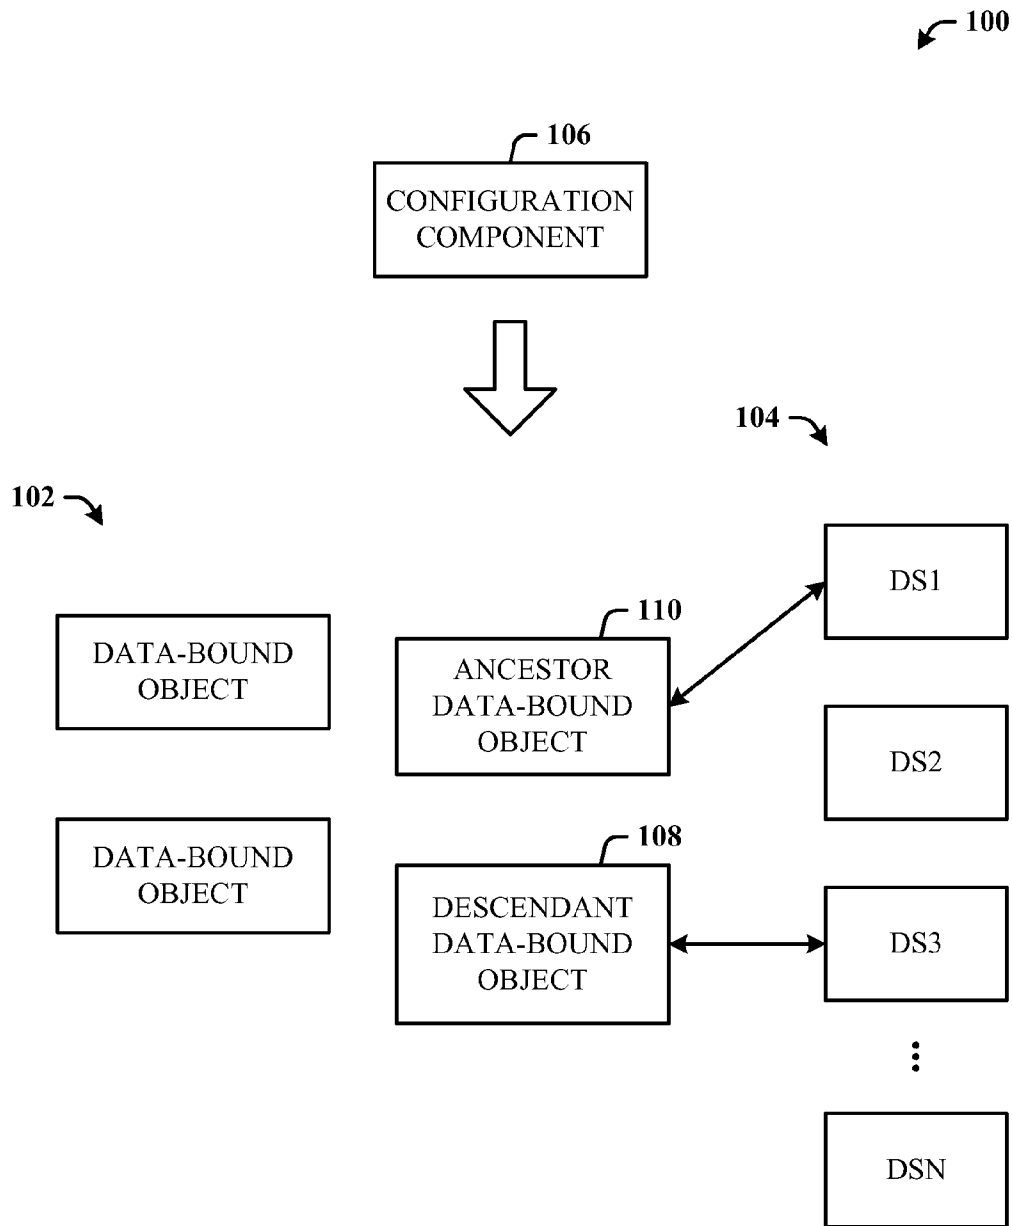 100
106
CONFIGURATION
COMPONENT
104
102
DS1
110
DATA-BOUND
OBJECT
ANCESTOR
DATA-BOUND
OBJECT
DS2
108
DATA-BOUND
OBJECT
DESCENDANT
DATA-BOUND
OBJECT
DS3
DSN